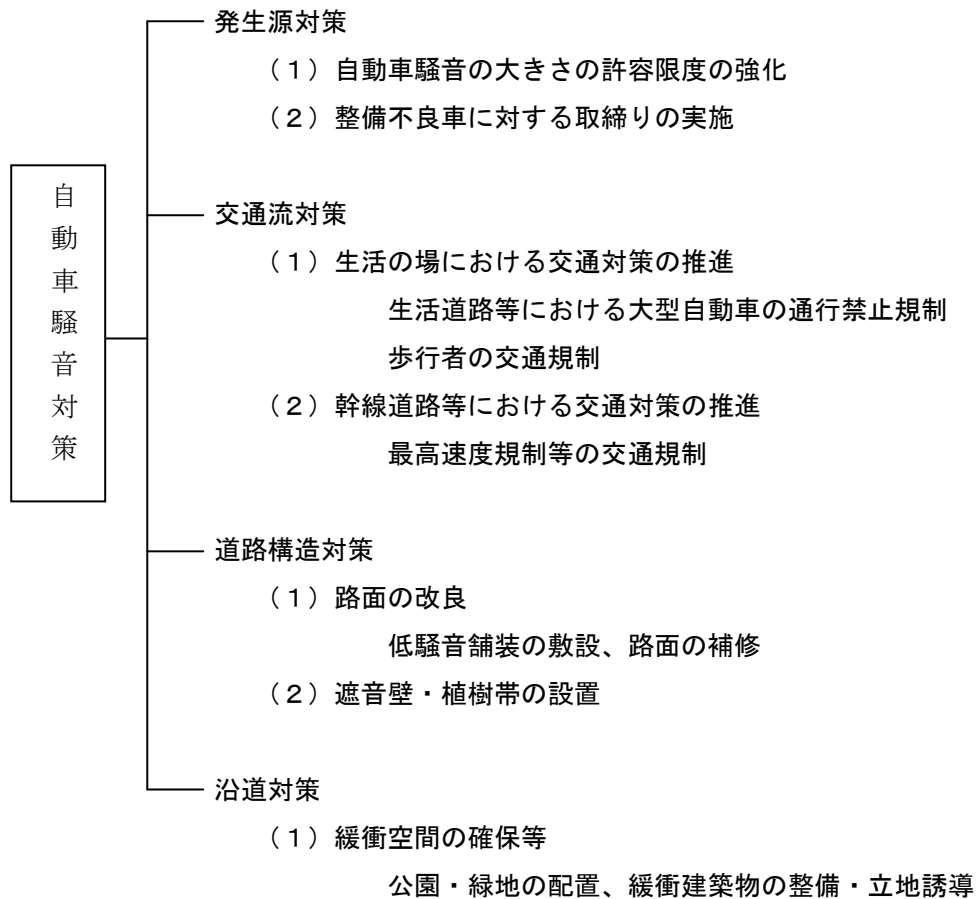 自動車騒音対策
発生源対策
（１）自動車騒音の大きさの許容限度の強化
（２）整備不良車に対する取締りの実施
交通流対策
（１）生活の場における交通対策の推進
生活道路等における大型自動車の通行禁止規制
歩行者の交通規制
（２）幹線道路等における交通対策の推進
最高速度規制等の交通規制
道路構造対策
（１）路面の改良
低騒音舗装の敷設、路面の補修
（２）遮音壁・植樹帯の設置
沿道対策
（１）緩衝空間の確保等
公園・緑地の配置、緩衝建築物の整備・立地誘導